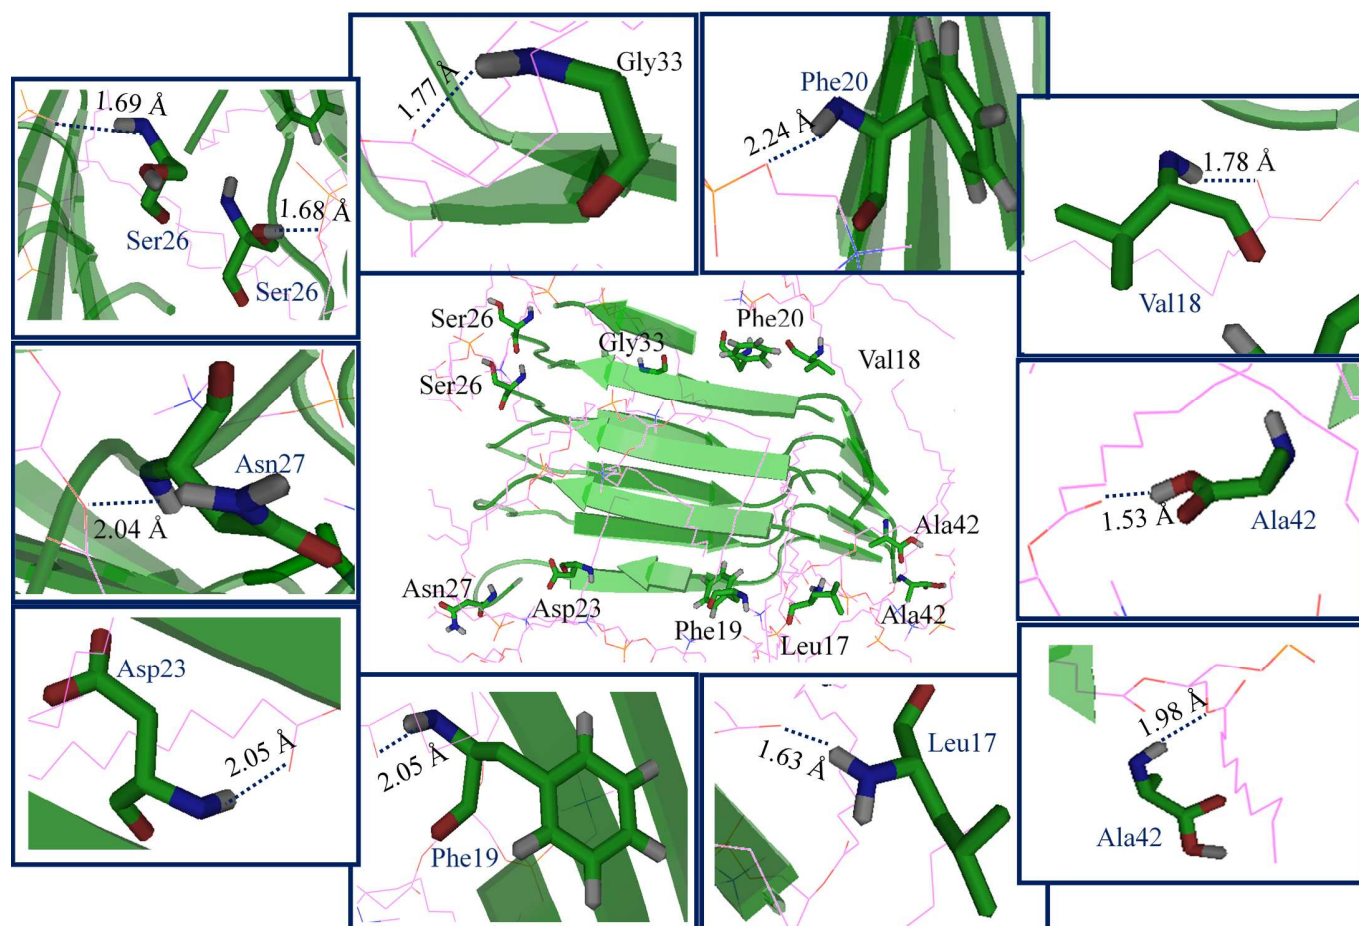 1.69 Å
Ser26
1.68 Å
Ser26
1.77 Å
Gly33
Phe20
2.24 Å
1.78 Å
Val18
Asn27
2.04 Å
Ser26
Phe20
Gly33
Val18
Ser26
Ala42
Asn27
Asp23
Phe19
Leu17
Ala42
1.53 Å
Ala42
Asp23
2.05 Å
2.05 Å
Phe19
1.63 Å
Leu17
1.98 Å
Ala42